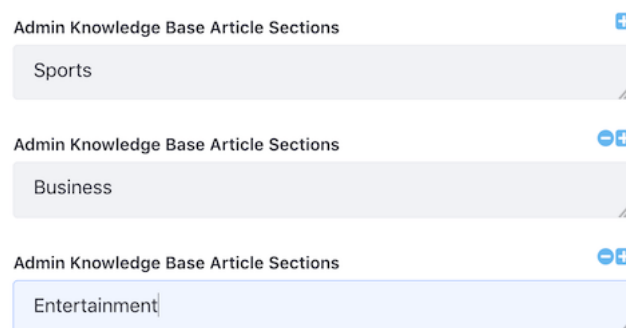 Admin Knowledge Base Article Sections
Sports
Admin Knowledge Base Article Sections
Business
Admin Knowledge Base Article Sections
Entertainment